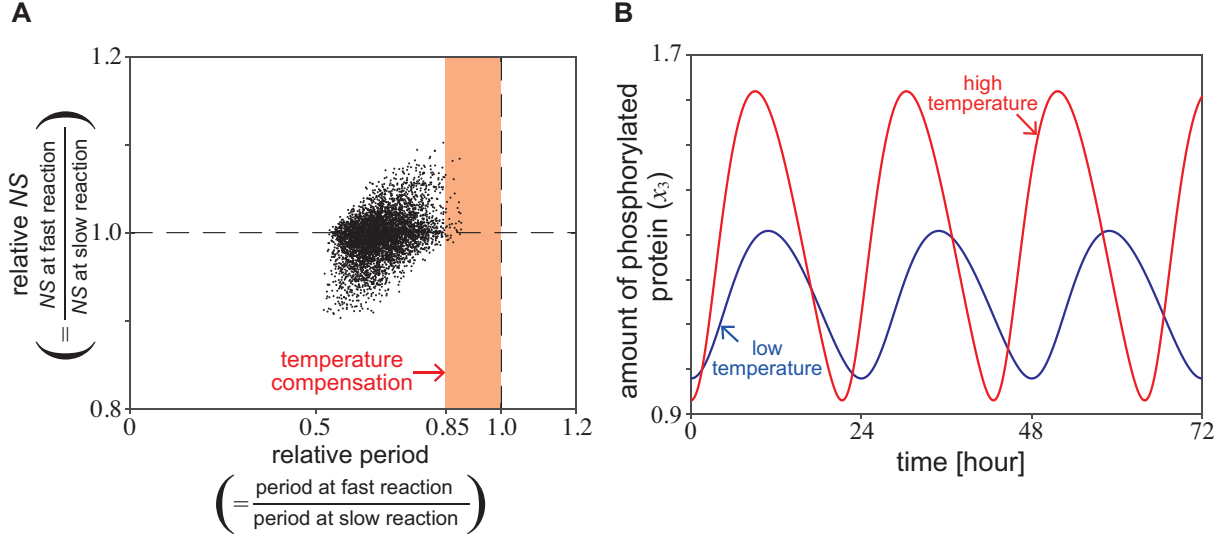 A
1.2
1.0
0.8
relative NS
(= NS at fast reaction
NS at slow reaction)
temperature
compensation
0 0.5 0.85 1.0 1.2
relative period
(= period at fast reaction
period at slow reaction)
B
1.7
0.9
amount of phosphorylated
protein (x3)
high
temperature
low
temperature
0 24 48 72
time [hour]